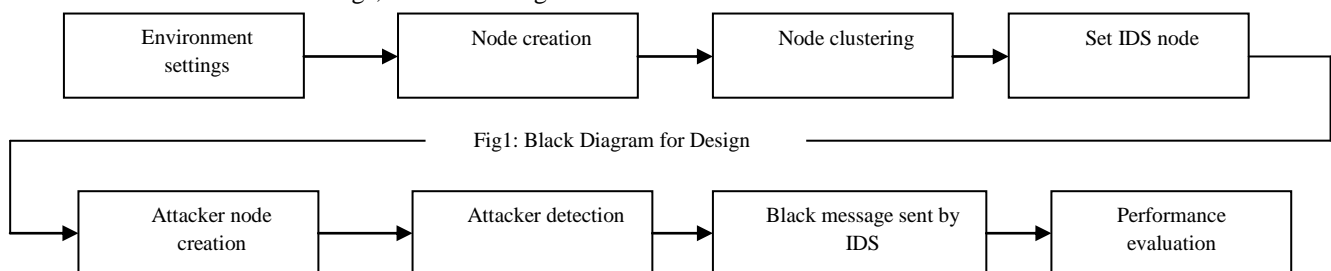 Environment settings
Node creation
Node clustering
Set IDS node
Fig1: Black Diagram for Design
Attacker node creation
Attacker detection
Black message sent by IDS
Performance evaluation